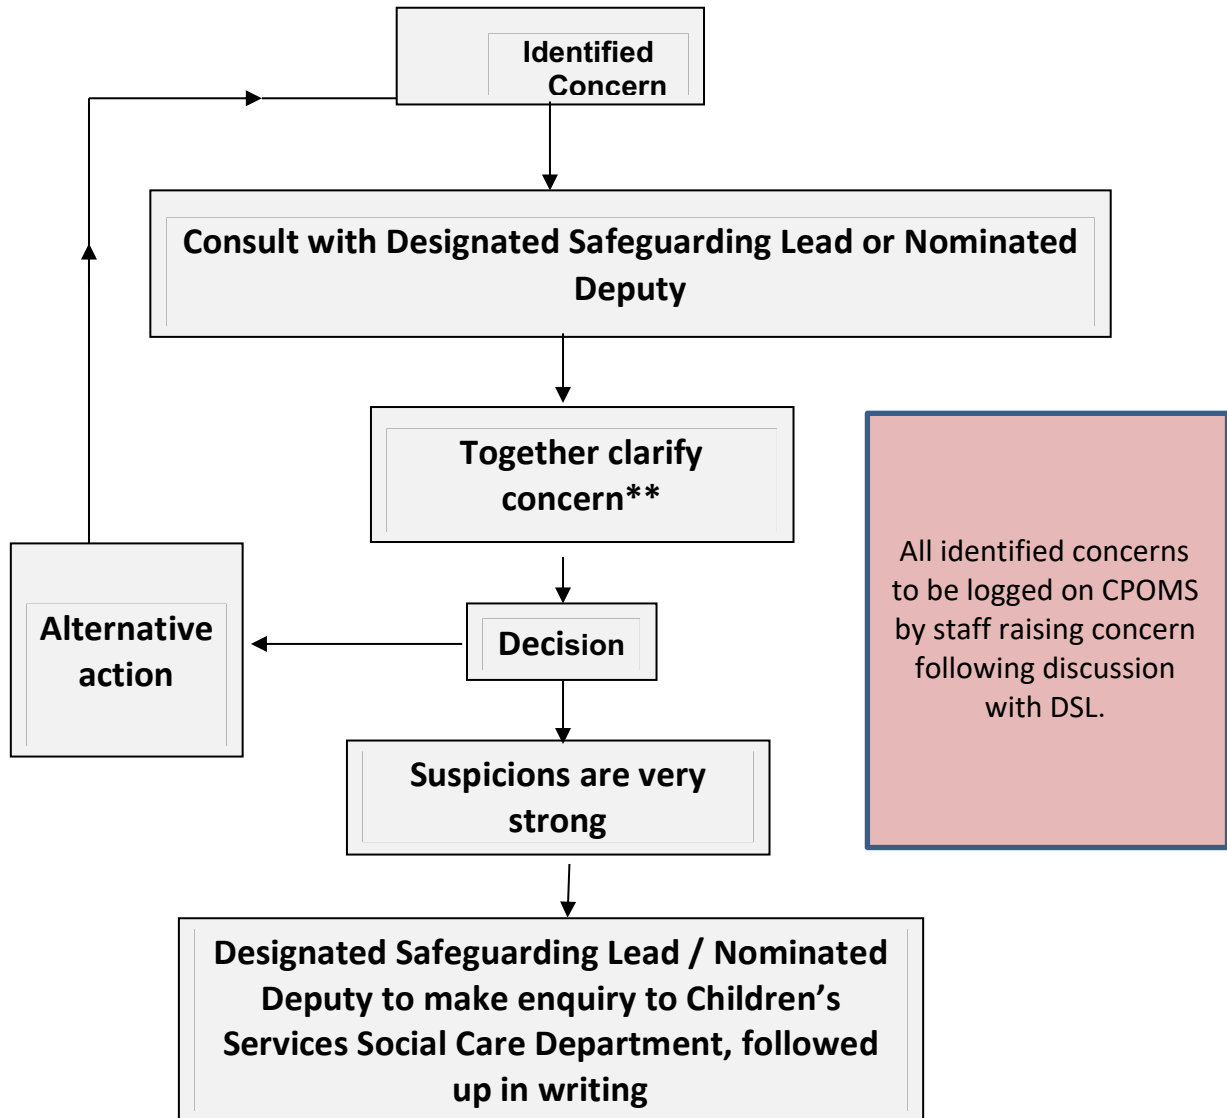 Identified
Concern
Consult with Designated Safeguarding Lead or Nominated
Deputy
Together clarify
concern**
All identified concerns
to be logged on CPOMS
by staff raising concern
following discussion
with DSL.
Alternative
action
Decision
Suspicions are very
strong
Designated Safeguarding Lead / Nominated
Deputy to make enquiry to Children’s
Services Social Care Department, followed
up in writing